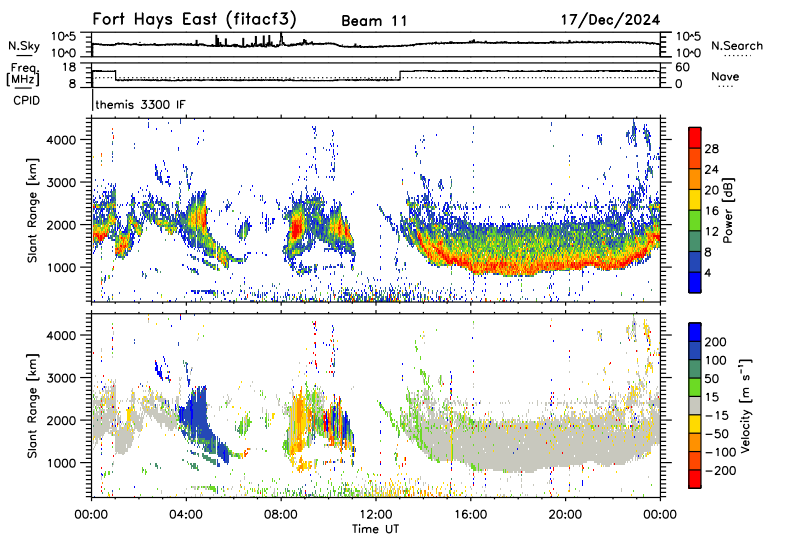 Fort Hays East (fitacf3) Beam 11 17/Dec/2024
N.Sky 10^5 10^0 10^5 10^0 N.Search
Freq. [MHz] 18 8 60 0 Nave
CPID themis 3300 IF
Slant Range [km] 4000 3000 2000 1000
Power [dB] 28 24 20 16 12 8 4
Slant Range [km] 4000 3000 2000 1000
Velocity [m s⁻¹] 200 100 50 15 −15 −50 −100 −200
00:00 04:00 08:00 12:00 16:00 20:00 00:00
Time UT